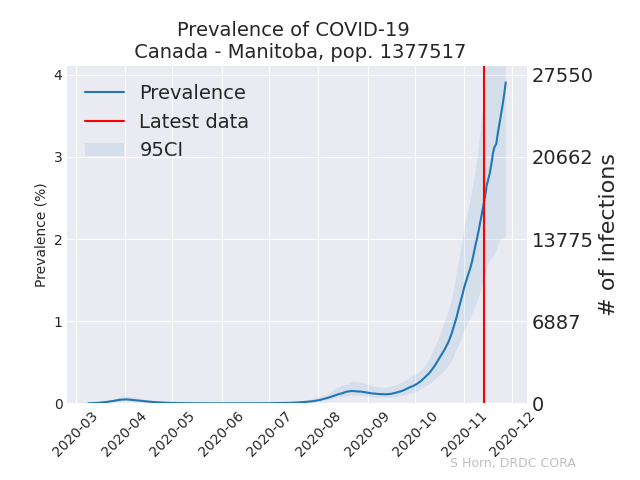 Prevalence of COVID-19
Canada - Manitoba, pop. 1377517
Prevalence
Latest data
95CI
Prevalence (%)
4
3
2
1
0
27550
20662
13775
6887
0
# of infections
2020-03
2020-04
2020-05
2020-06
2020-07
2020-08
2020-09
2020-10
2020-11
2020-12
S Horn, DRDC CORA